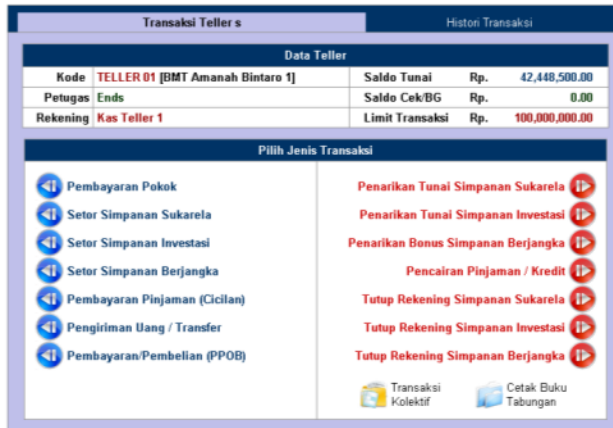 Transaksi Teller s
Histori Transaksi
Data Teller
Kode TELLER 01 [BMT Amanah Bintaro 1] Saldo Tunai Rp. 42,448,500.00
Petugas Ends Saldo Cek/BG Rp. 0.00
Rekening Kas Teller 1 Limit Transaksi Rp. 100,000,000.00
Pilih Jenis Transaksi
Pembayaran Pokok
Setor Simpanan Sukarela
Setor Simpanan Investasi
Setor Simpanan Berjangka
Pembayaran Pinjaman (Cicilan)
Pengiriman Uang / Transfer
Pembayaran/Pembelian (PPOB)
Penarikan Tunai Simpanan Sukarela
Penarikan Tunai Simpanan Investasi
Penarikan Bonus Simpanan Berjangka
Pencairan Pinjaman / Kredit
Tutup Rekening Simpanan Sukarela
Tutup Rekening Simpanan Investasi
Tutup Rekening Simpanan Berjangka
Transaksi
Kolektif
Cetak Buku
Tabungan